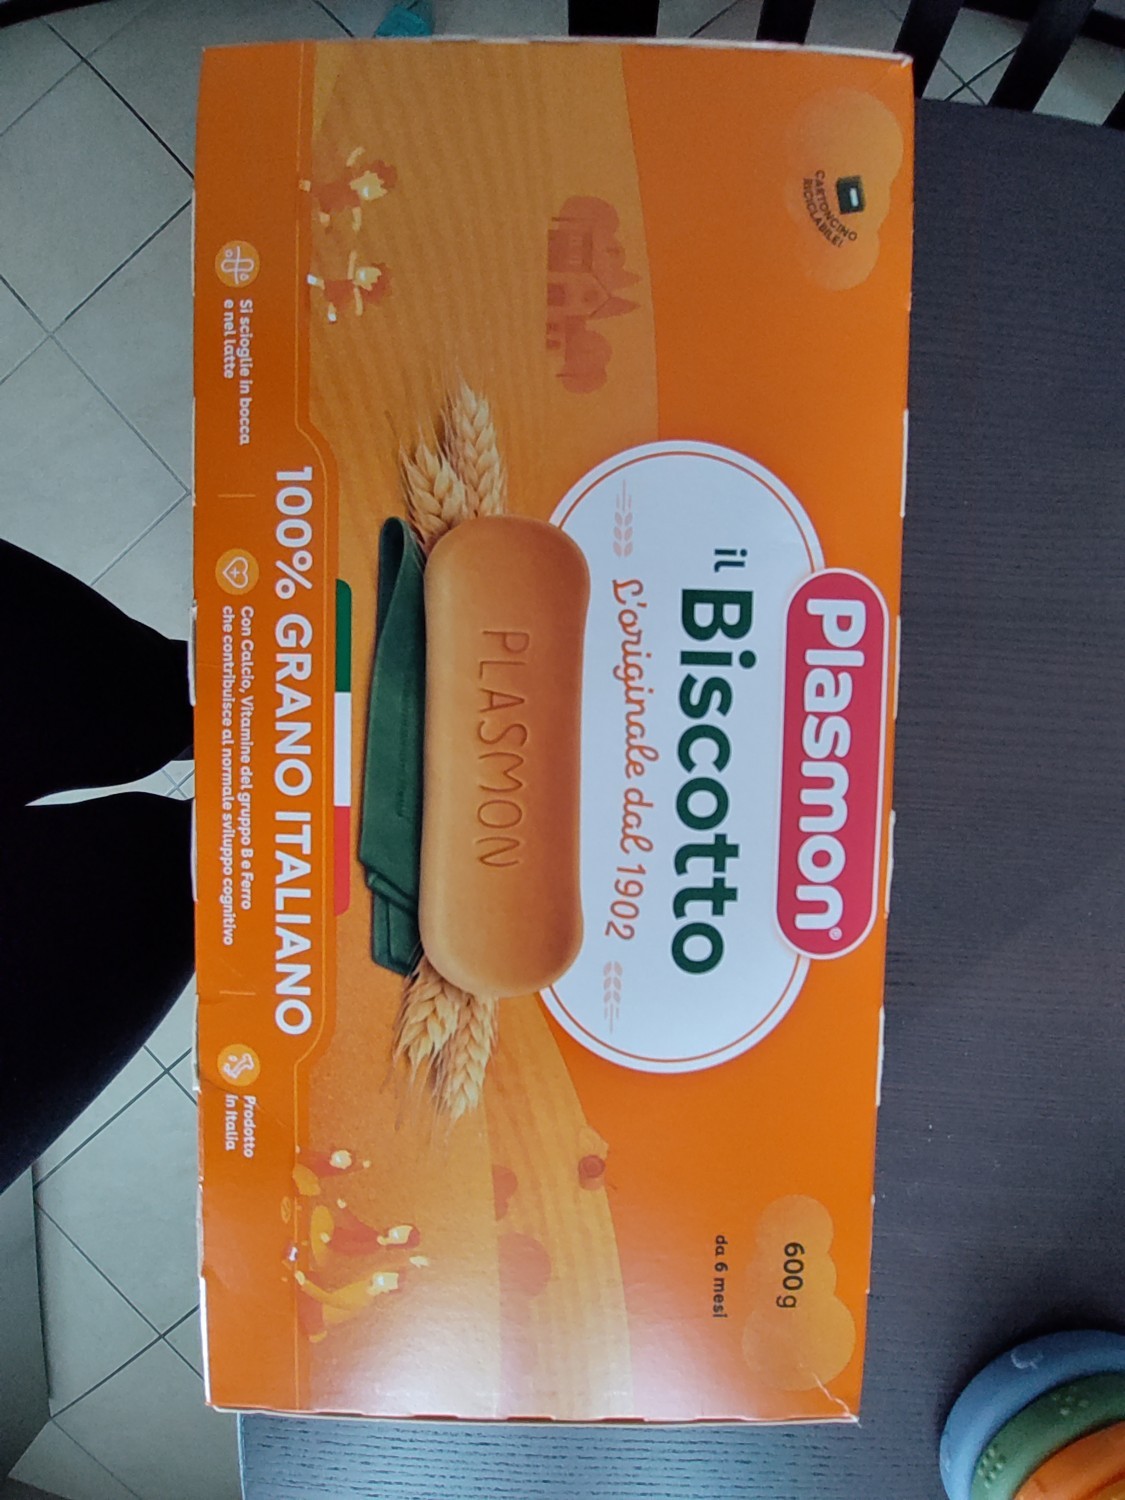 CARTONCINO
RICICLABILE!
Plasmon®
il Biscotto
L'originale dal 1902
600 g
da 6 mesi
PLASMON
100% GRANO ITALIANO
Si scioglie in bocca
e nel latte
Con Calcio, Vitamine del gruppo B e Ferro
che contribuisce al normale sviluppo cognitivo
Prodotto
in Italia